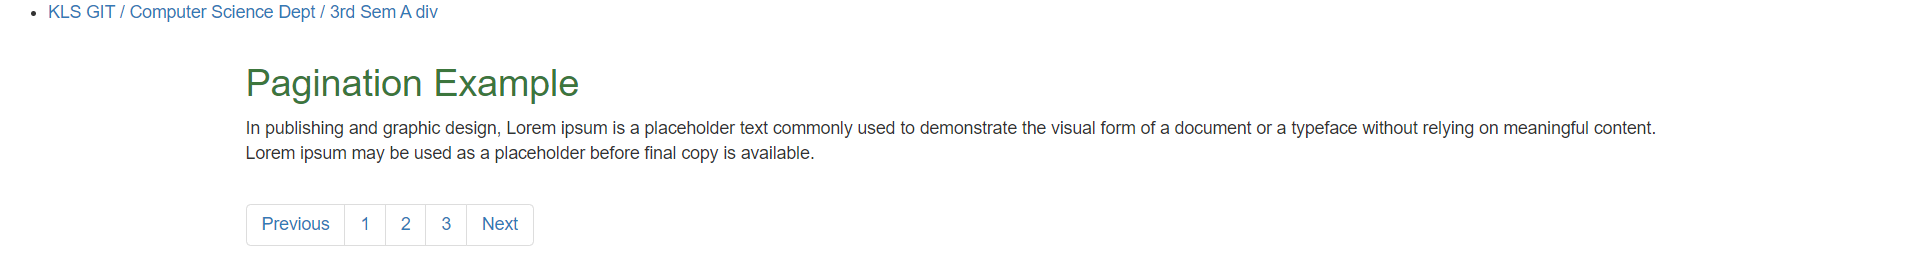 KLS GIT / Computer Science Dept / 3rd Sem A div
Pagination Example
In publishing and graphic design, Lorem ipsum is a placeholder text commonly used to demonstrate the visual form of a document or a typeface without relying on meaningful content.
Lorem ipsum may be used as a placeholder before final copy is available.
Previous 1 2 3 Next